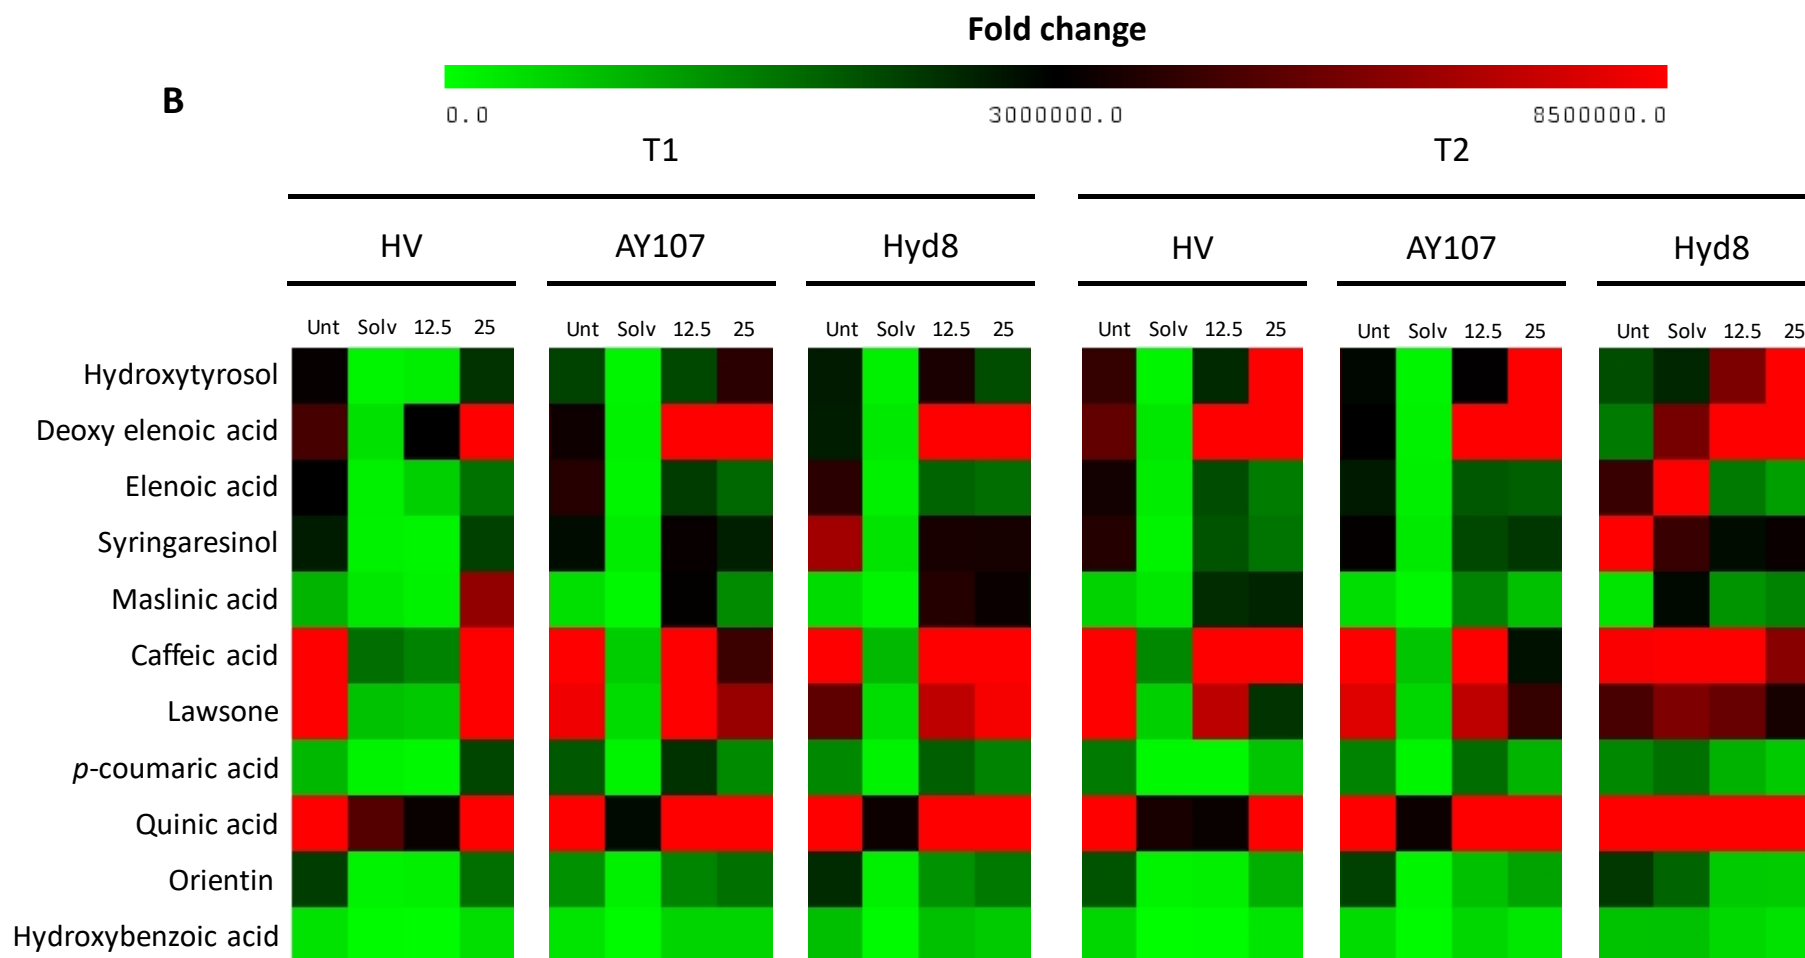 Fold change
B
0.0 3000000.0 8500000.0
T1 T2
HV AY107 Hyd8 HV AY107 Hyd8
Unt Solv 12.5 25 Unt Solv 12.5 25 Unt Solv 12.5 25 Unt Solv 12.5 25 Unt Solv 12.5 25 Unt Solv 12.5 25
Hydroxytyrosol
Deoxy elenoic acid
Elenoic acid
Syringaresinol
Maslinic acid
Caffeic acid
Lawsone
p-coumaric acid
Quinic acid
Orientin
Hydroxybenzoic acid